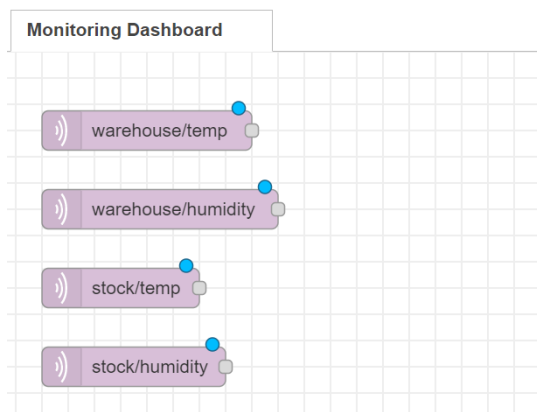 Monitoring Dashboard
warehouse/temp
warehouse/humidity
stock/temp
stock/humidity